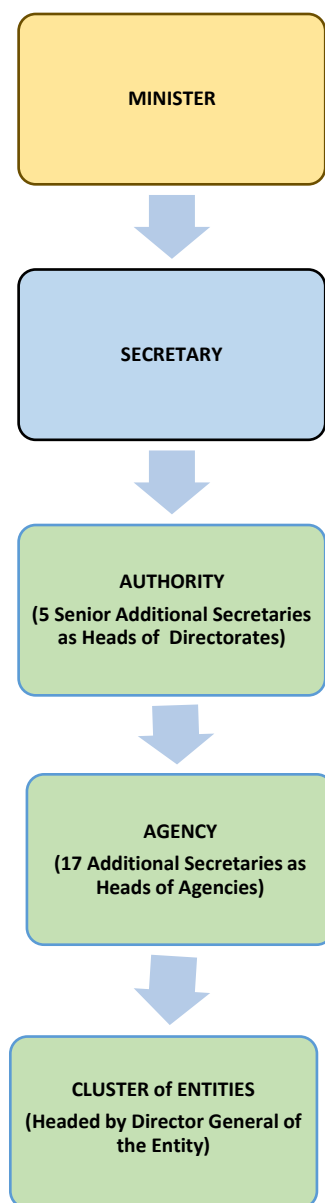 MINISTER
SECRETARY
AUTHORITY
(5 Senior Additional Secretaries
as Heads of  Directorates)
AGENCY
(17 Additional Secretaries as
Heads of Agencies)
CLUSTER of ENTITIES
(Headed by Director General of
the Entity)